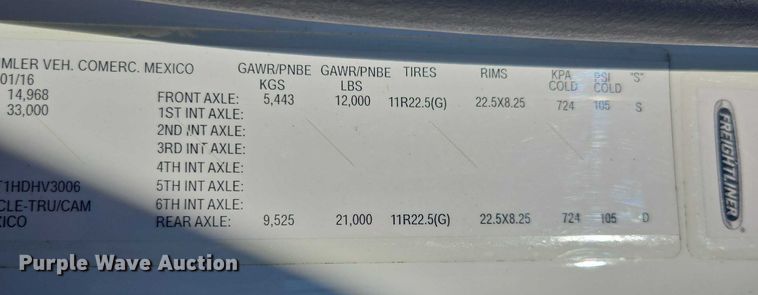 MLER VEH. COMERC. MEXICO GAWR/PNBE GAWR/PNBE TIRES RIMS KPA PSI "S"
01/16 KGS LBS COLD COLD
14,968 FRONT AXLE: 5,443 12,000 11R22.5(G) 22.5X8.25 724 105 S
33,000 1ST INT AXLE:
2ND INT AXLE:
3RD INT AXLE:
4TH INT AXLE:
T1HDHV3006 5TH INT AXLE:
CLE-TRU/CAM 6TH INT AXLE:
XICO REAR AXLE: 9,525 21,000 11R22.5(G) 22.5X8.25 724 105 D
FREIGHTLINER
Purple Wave Auction